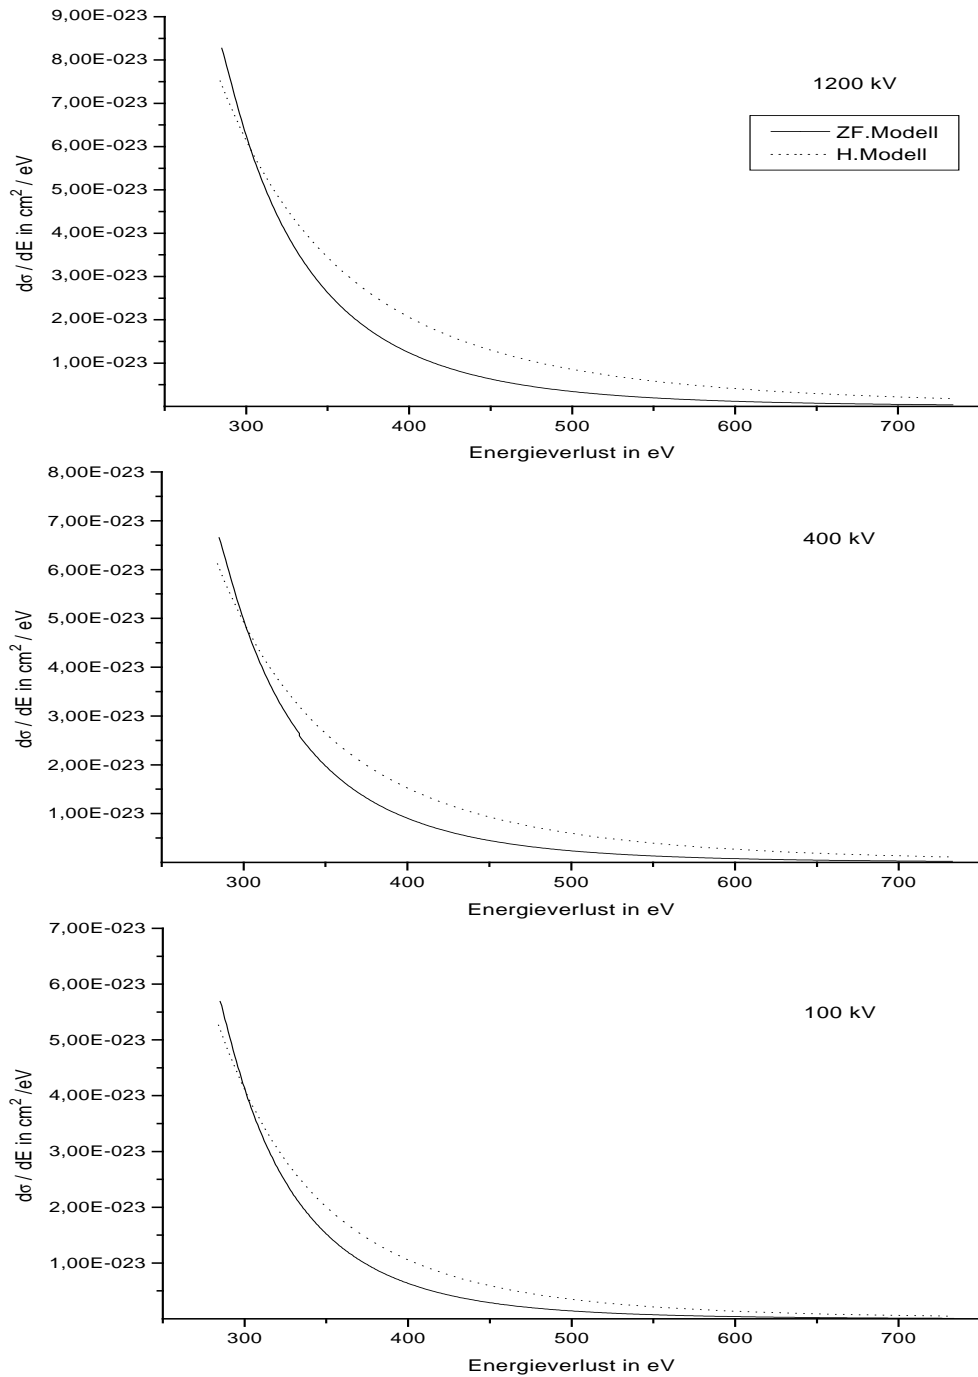 9,00E-023
8,00E-023
7,00E-023
6,00E-023
5,00E-023
4,00E-023
3,00E-023
2,00E-023
1,00E-023
dσ / dE in cm² / eV
1200 kV
ZF.Modell
H.Modell
300 400 500 600 700
Energieverlust in eV
8,00E-023
7,00E-023
6,00E-023
5,00E-023
4,00E-023
3,00E-023
2,00E-023
1,00E-023
dσ / dE in cm² / eV
400 kV
300 400 500 600 700
Energieverlust in eV
7,00E-023
6,00E-023
5,00E-023
4,00E-023
3,00E-023
2,00E-023
1,00E-023
dσ / dE in cm² /eV
100 kV
300 400 500 600 700
Energieverlust in eV